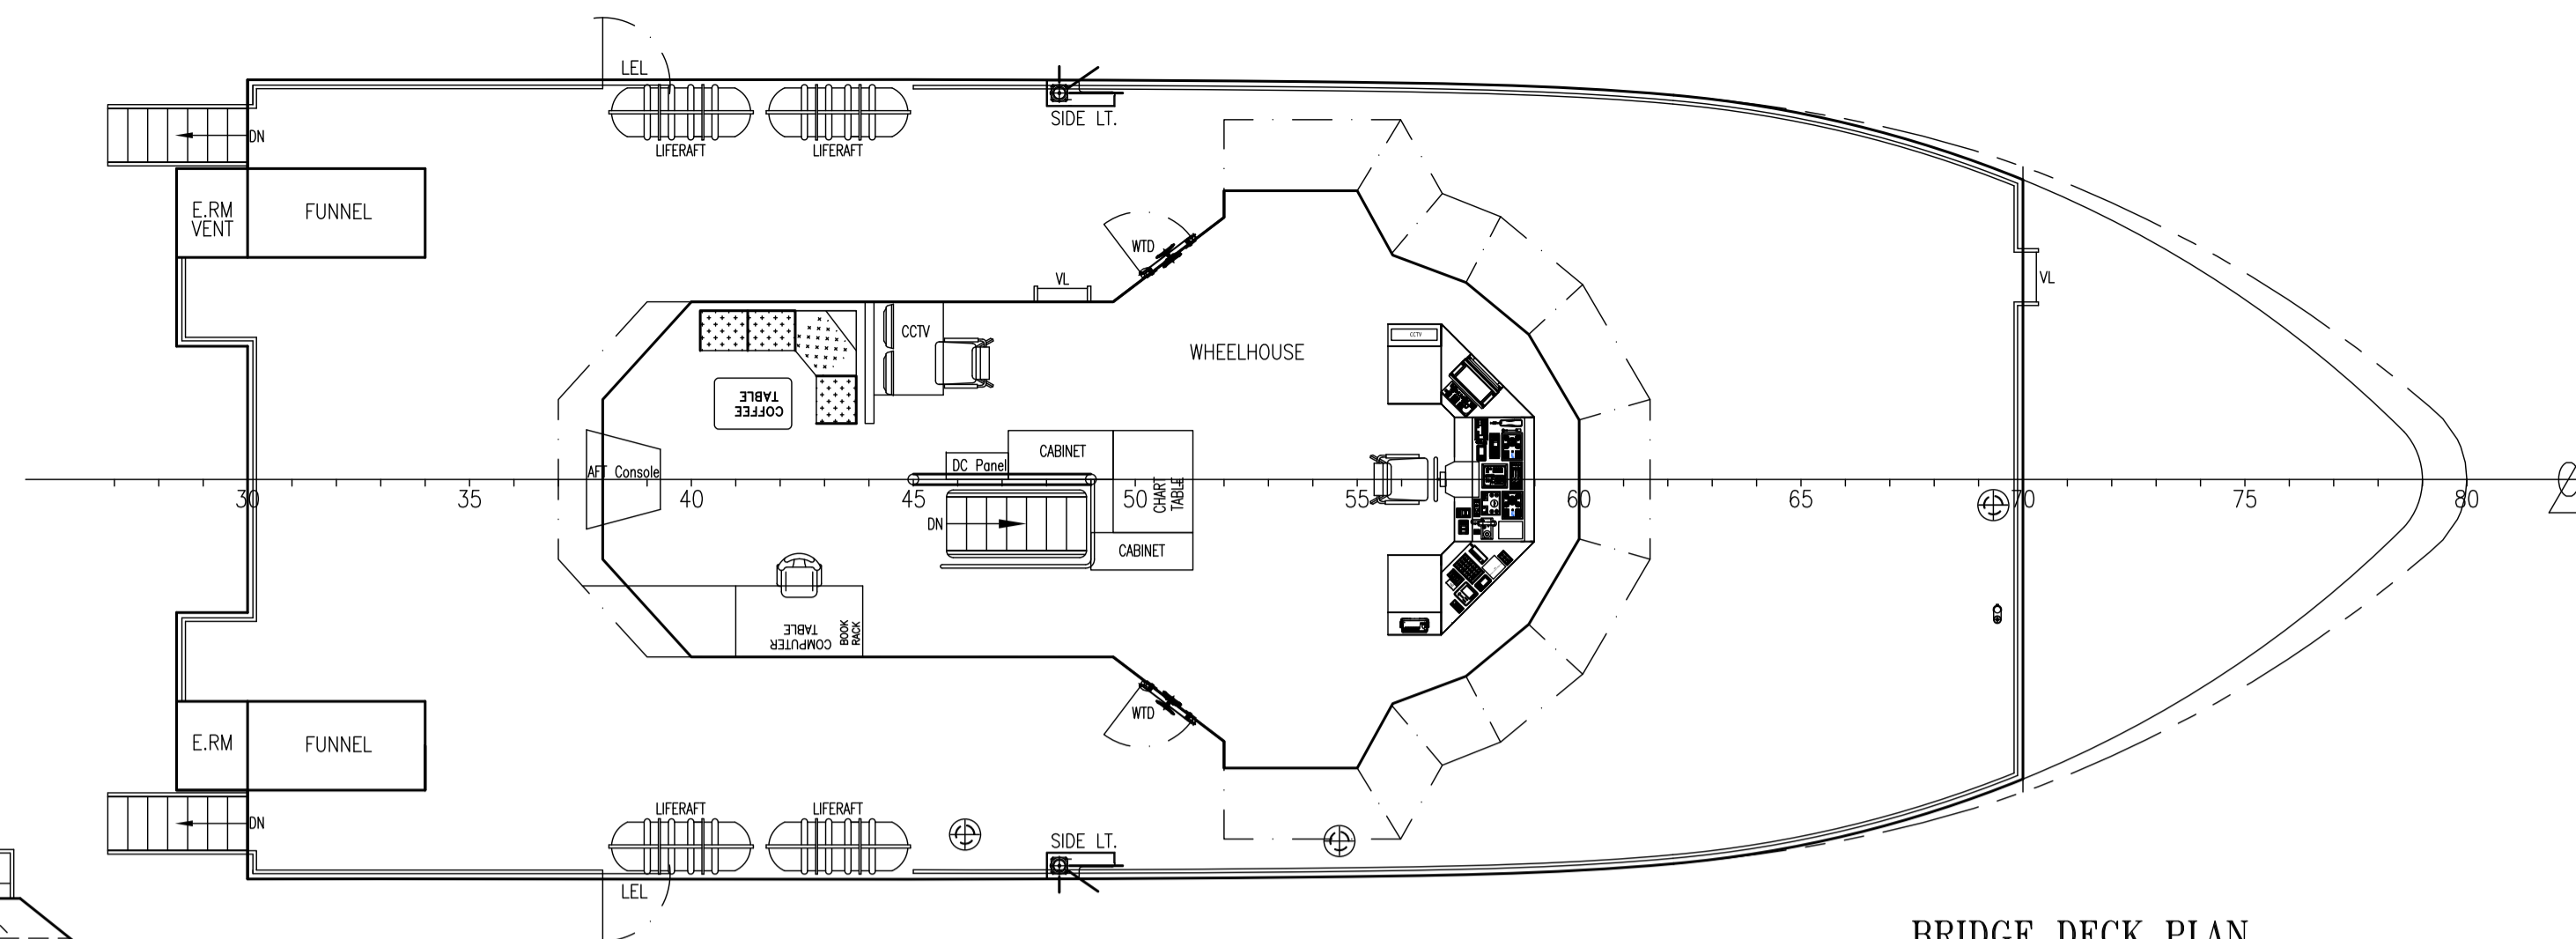 LEL
DN
SIDE LT.
LIFERAFT
LIFERAFT
E.RM
VENT
FUNNEL
WTD
VL
VL
CCTV
CCTV
WHEELHOUSE
COFFEE
TABLE
CABINET
DC Panel
AFT Console
CHART
TABLE
30
35
40
45
50
55
60
65
70
75
80
DN
CABINET
COMPUTER
TABLE
BOOK
RACK
WTD
E.RM
FUNNEL
LIFERAFT
LIFERAFT
DN
SIDE LT.
LEL
BRIDGE DECK PLAN